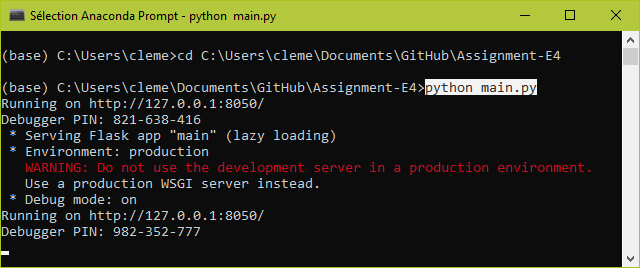 Sélection Anaconda Prompt - python  main.py
(base) C:\Users\cleme>cd C:\Users\cleme\Documents\GitHub\Assignment-E4
(base) C:\Users\cleme\Documents\GitHub\Assignment-E4>python main.py
Running on http://127.0.0.1:8050/
Debugger PIN: 821-638-416
 * Serving Flask app "main" (lazy loading)
 * Environment: production
   WARNING: Do not use the development server in a production environment.
   Use a production WSGI server instead.
 * Debug mode: on
Running on http://127.0.0.1:8050/
Debugger PIN: 982-352-777